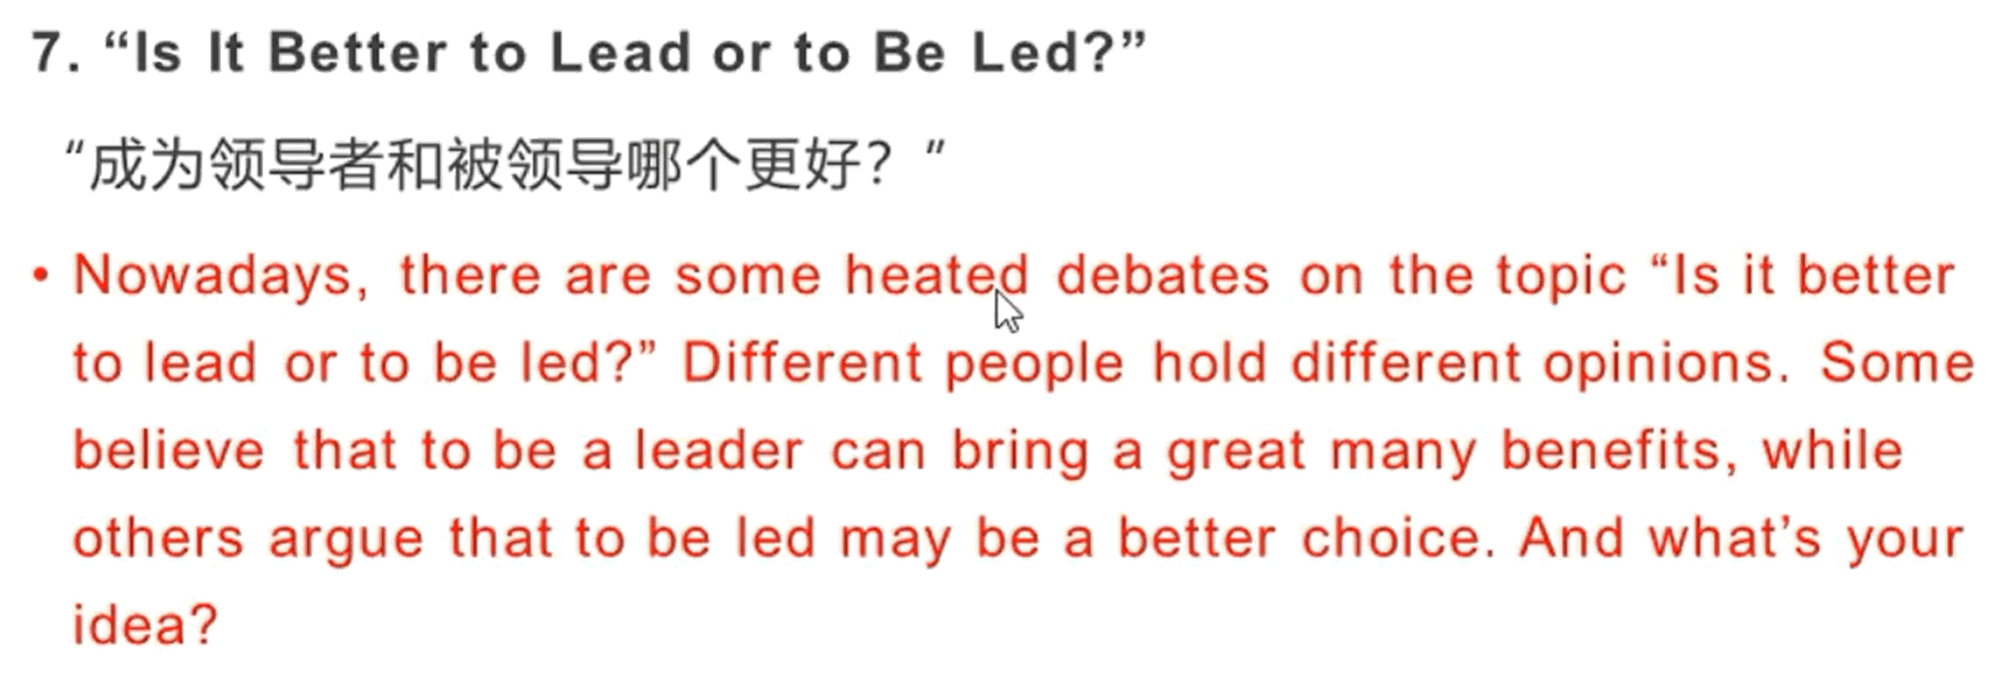 7. “Is It Better to Lead or to Be Led?”
“成为领导者和被领导哪个更好？”
• Nowadays, there are some heated debates on the topic “Is it better
to lead or to be led?” Different people hold different opinions. Some
believe that to be a leader can bring a great many benefits, while
others argue that to be led may be a better choice. And what’s your
idea?